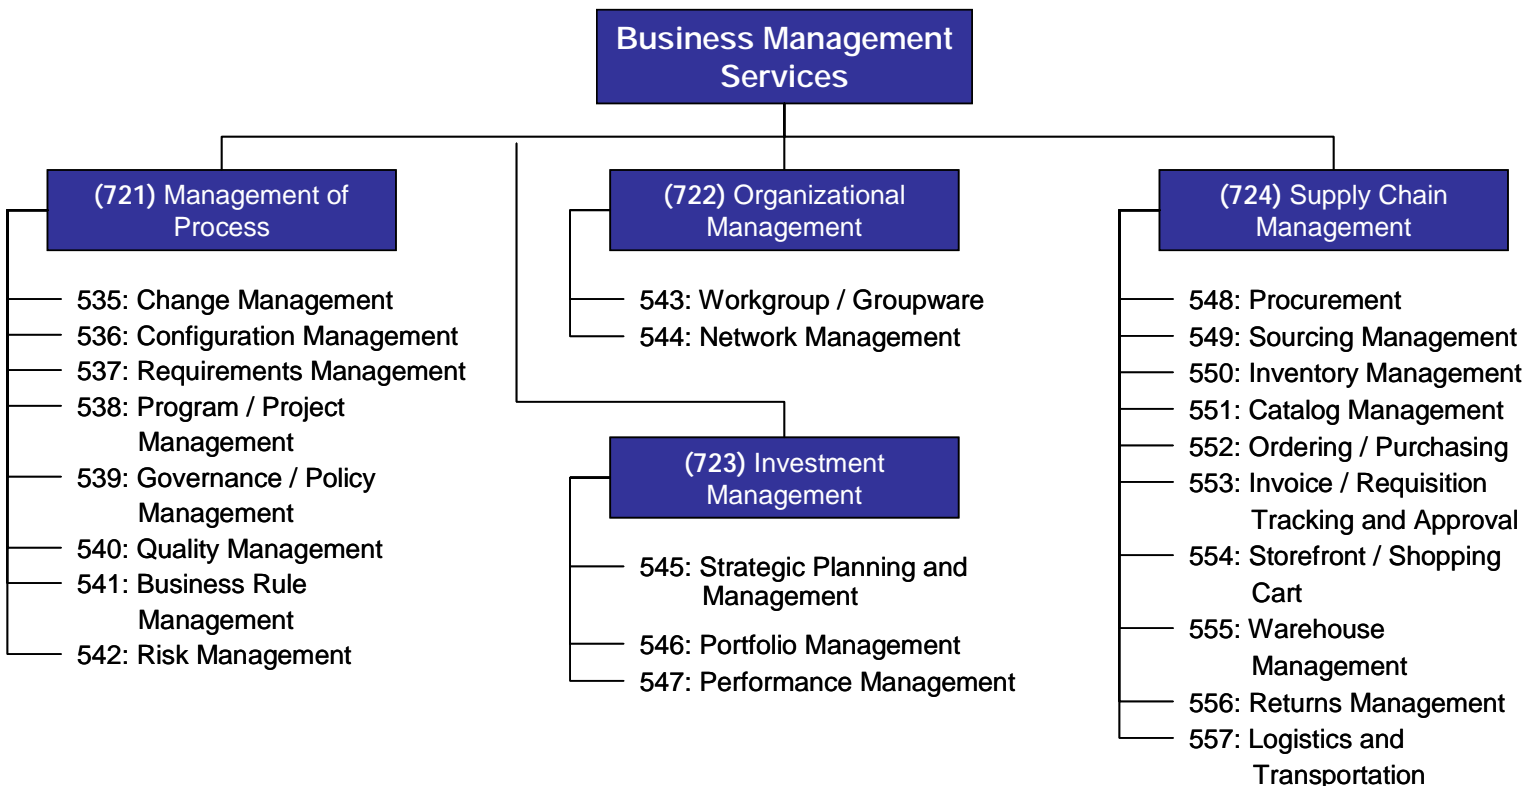 Business Management
Services
(721) Management of
Process
535: Change Management
536: Configuration Management
537: Requirements Management
538: Program / Project
Management
539: Governance / Policy
Management
540: Quality Management
541: Business Rule
Management
542: Risk Management
(722) Organizational
Management
543: Workgroup / Groupware
544: Network Management
(723) Investment
Management
545: Strategic Planning and
Management
546: Portfolio Management
547: Performance Management
(724) Supply Chain
Management
548: Procurement
549: Sourcing Management
550: Inventory Management
551: Catalog Management
552: Ordering / Purchasing
553: Invoice / Requisition
Tracking and Approval
554: Storefront / Shopping
Cart
555: Warehouse
Management
556: Returns Management
557: Logistics and
Transportation